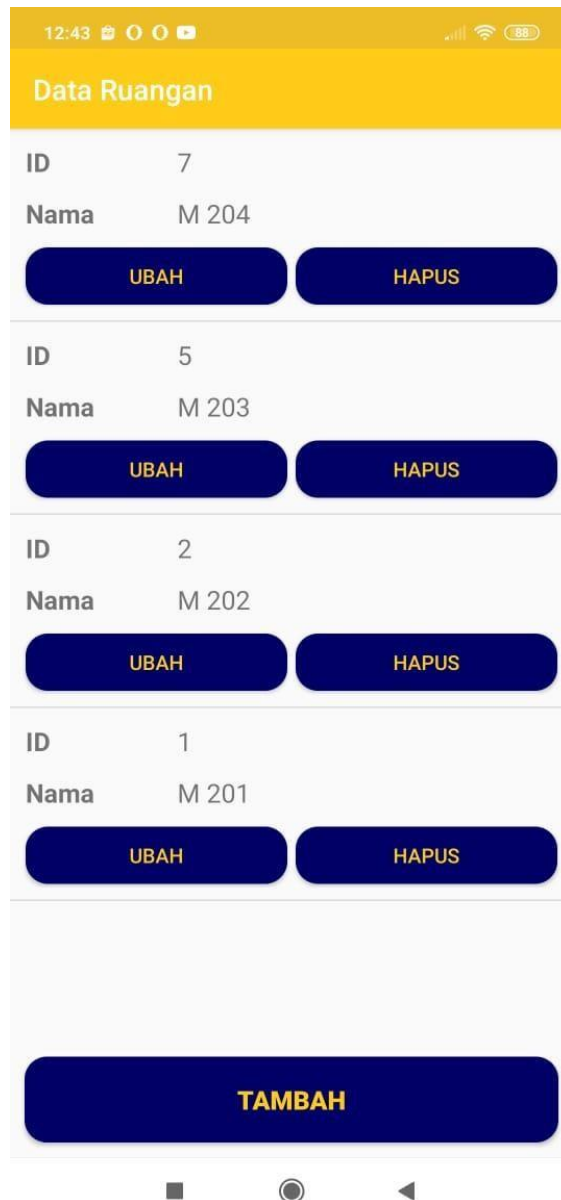 12:43 88
Data Ruangan
ID 7
Nama M 204
UBAH HAPUS
ID 5
Nama M 203
UBAH HAPUS
ID 2
Nama M 202
UBAH HAPUS
ID 1
Nama M 201
UBAH HAPUS
TAMBAH